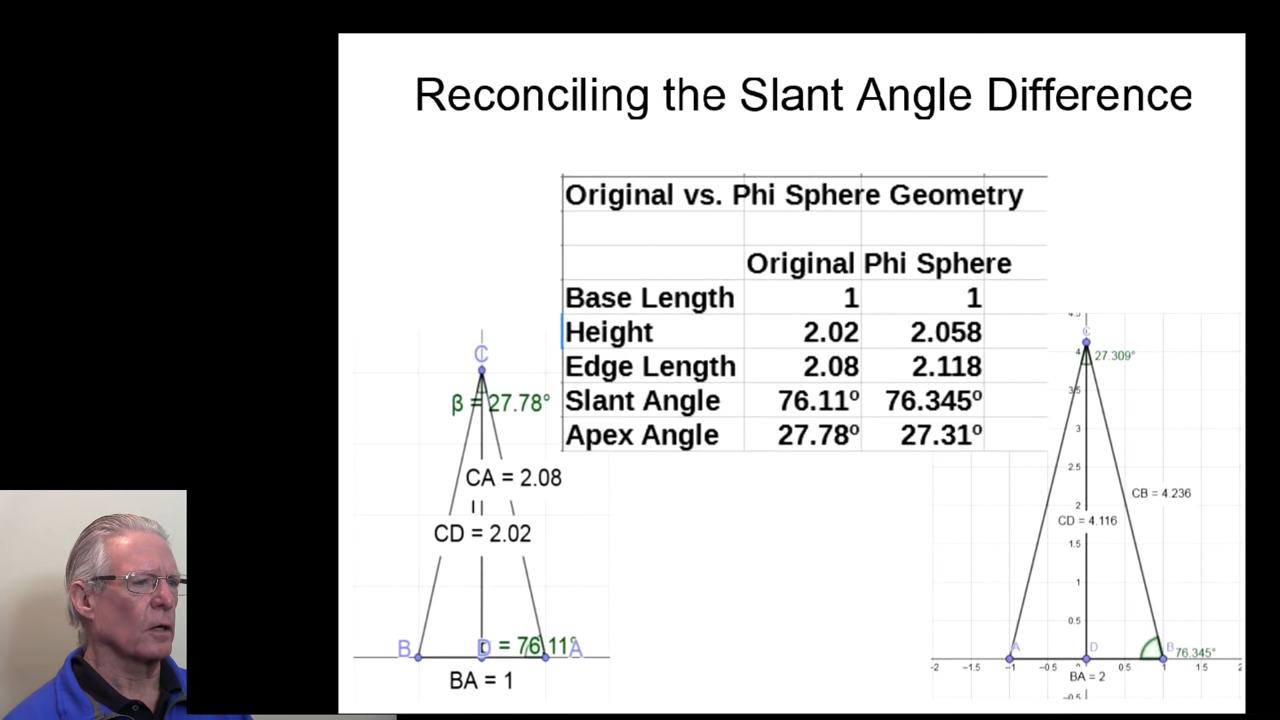 Reconciling the Slant Angle Difference
Original vs. Phi Sphere Geometry
Original Phi Sphere
Base Length 1 1
Height 2.02 2.058
Edge Length 2.08 2.118
Slant Angle 76.11º 76.345º
Apex Angle 27.78º 27.31º
C
β = 27.78°
CA = 2.08
CD = 2.02
B D = 76.11° A
BA = 1
4.5
C
4 27.309°
3.5
3
2.5
CB = 4.236
2
CD = 4.116
1.5
1
0.5
A D B 76.345°
-2 -1.5 -1 -0.5 0 0.5 1 1.5 2
BA = 2
-0.5